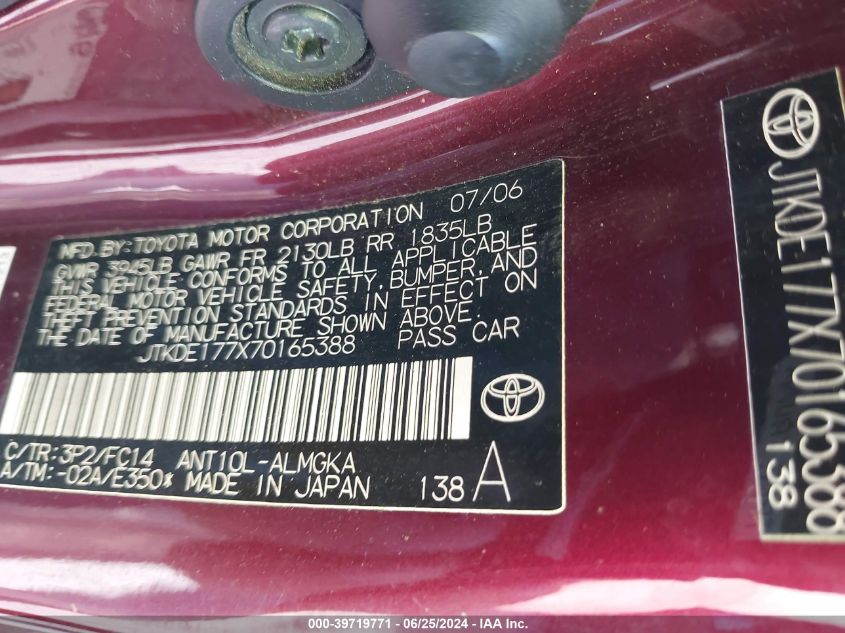 MFD.BY:TOYOTA MOTOR CORPORATION 07/06
GVWR 3945LB GAWR FR 2130LB RR 1835LB
THIS VEHICLE CONFORMS TO ALL APPLICABLE
FEDERAL MOTOR VEHICLE SAFETY, BUMPER, AND
THEFT PREVENTION STANDARDS IN EFFECT ON
THE DATE OF MANUFACTURE SHOWN ABOVE.
JTKDE177X70165388 PASS CAR
C/TR:3P2/FC14 ANT10L-ALMGKA
A/TM:-02A/E350* MADE IN JAPAN 138 A
JTKDE177X70165388
138
000-39719771 - 06/25/2024 - IAA Inc.